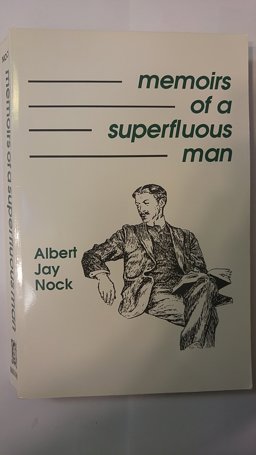 memoirs
of a
superfluous
man
Albert
Jay
Nock
memoirs of a superfluous man